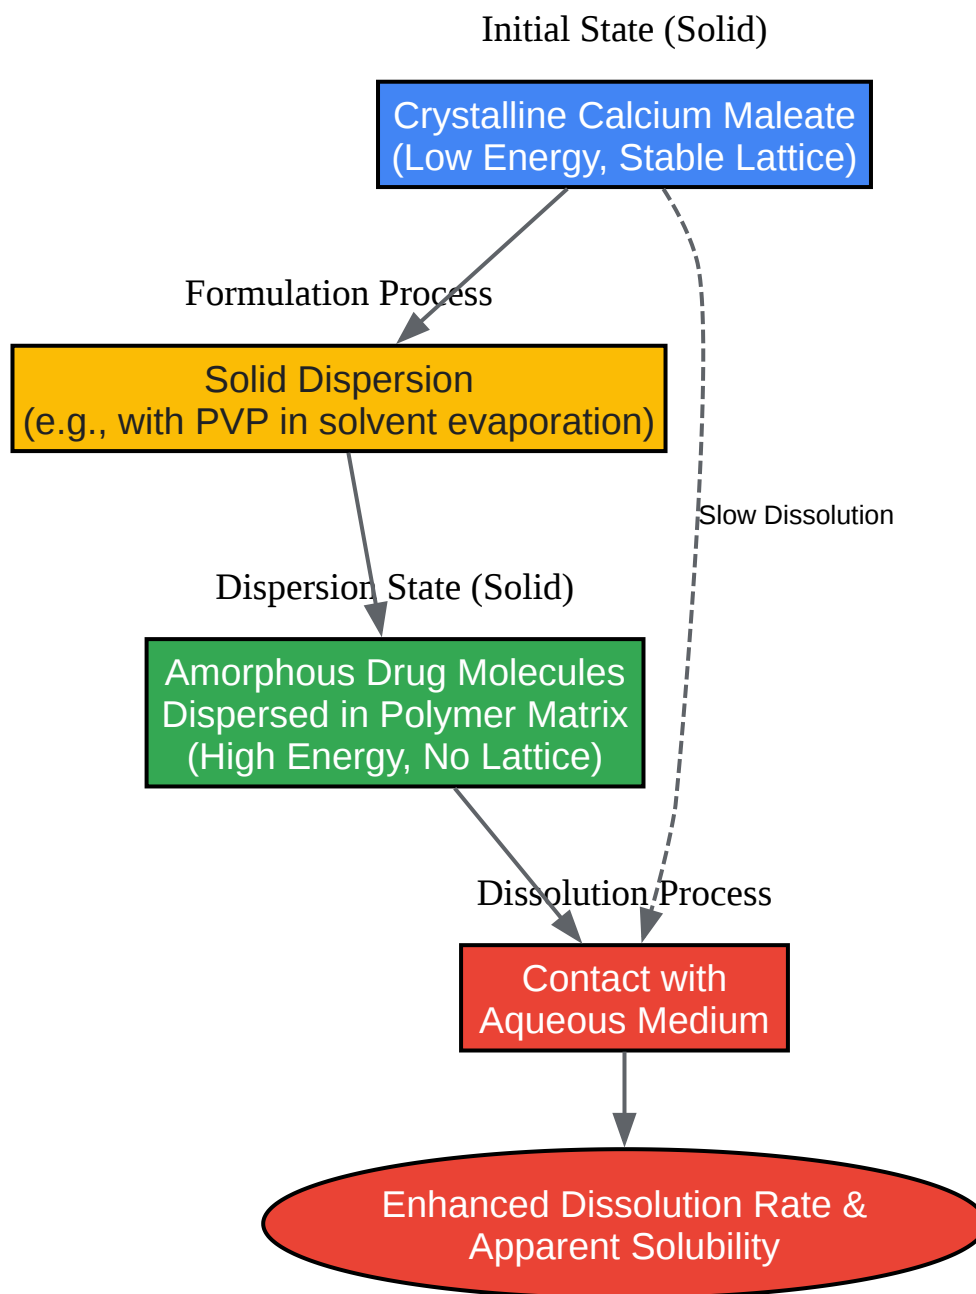 Initial State (Solid)
Crystalline Calcium Maleate
(Low Energy, Stable Lattice)
Formulation Process
Solid Dispersion
(e.g., with PVP in solvent evaporation)
Slow Dissolution
Dispersion State (Solid)
Amorphous Drug Molecules
Dispersed in Polymer Matrix
(High Energy, No Lattice)
Dissolution Process
Contact with
Aqueous Medium
Enhanced Dissolution Rate &
Apparent Solubility